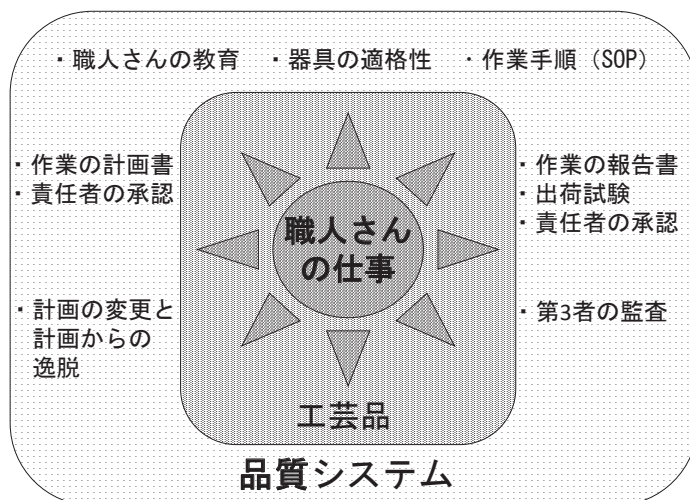 ・職人さんの教育　・器具の適格性　・作業手順（SOP）
・作業の計画書
・責任者の承認
・計画の変更と
計画からの
逸脱
職人さん
の仕事
・作業の報告書
・出荷試験
・責任者の承認
・第3者の監査
工芸品
品質システム